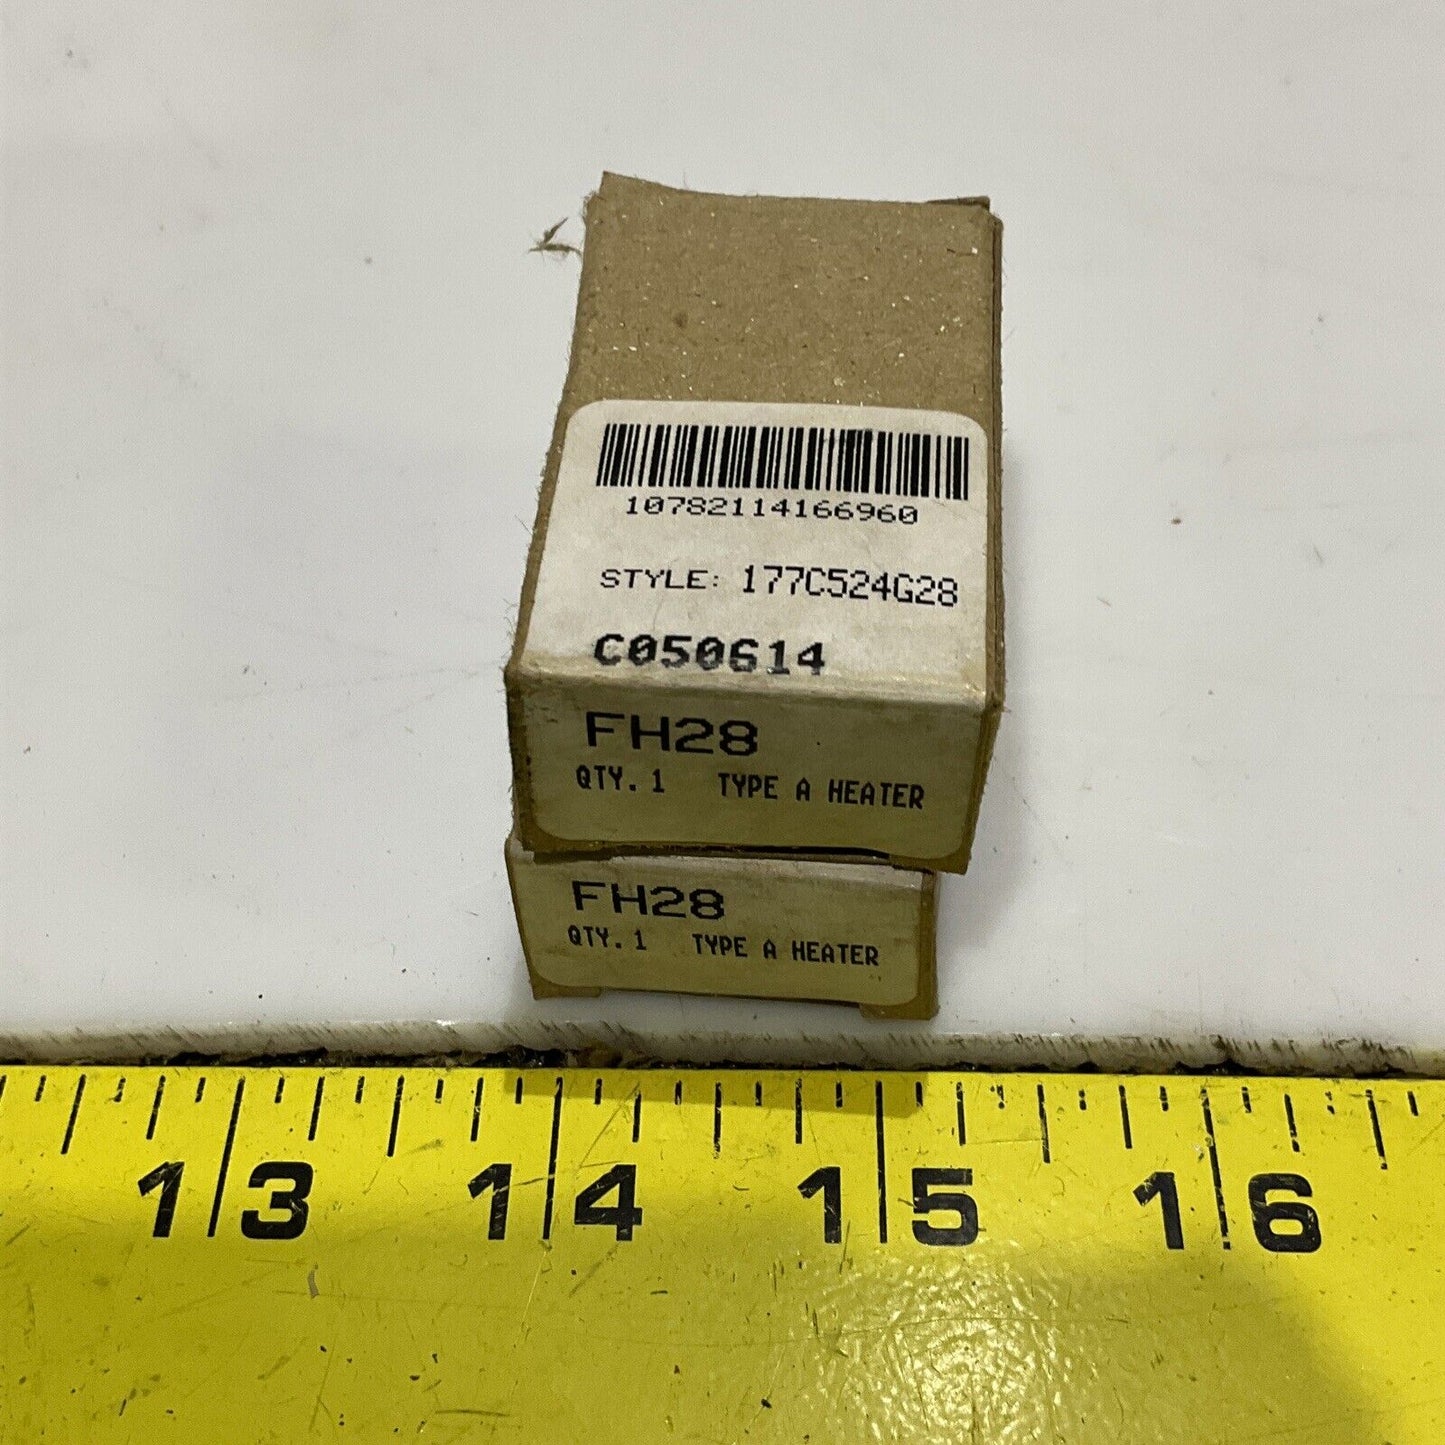 10782114166960
STYLE: 177C524G28
C050614
FH28
QTY. 1 TYPE A HEATER
FH28
QTY. 1 TYPE A HEATER
13 14 15 16